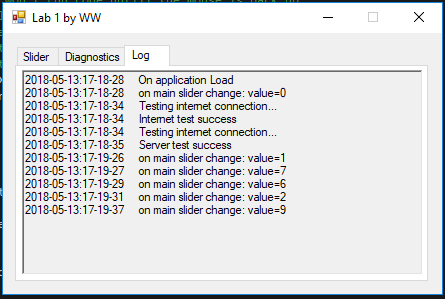 Lab 1 by WW
Slider Diagnostics Log
2018-05-13:17-18-28 On application Load
2018-05-13:17-18-28 on main slider change: value=0
2018-05-13:17-18-34 Testing internet connection...
2018-05-13:17-18-34 Internet test success
2018-05-13:17-18-34 Testing internet connection...
2018-05-13:17-18-35 Server test success
2018-05-13:17-19-26 on main slider change: value=1
2018-05-13:17-19-27 on main slider change: value=7
2018-05-13:17-19-29 on main slider change: value=6
2018-05-13:17-19-31 on main slider change: value=2
2018-05-13:17-19-37 on main slider change: value=9